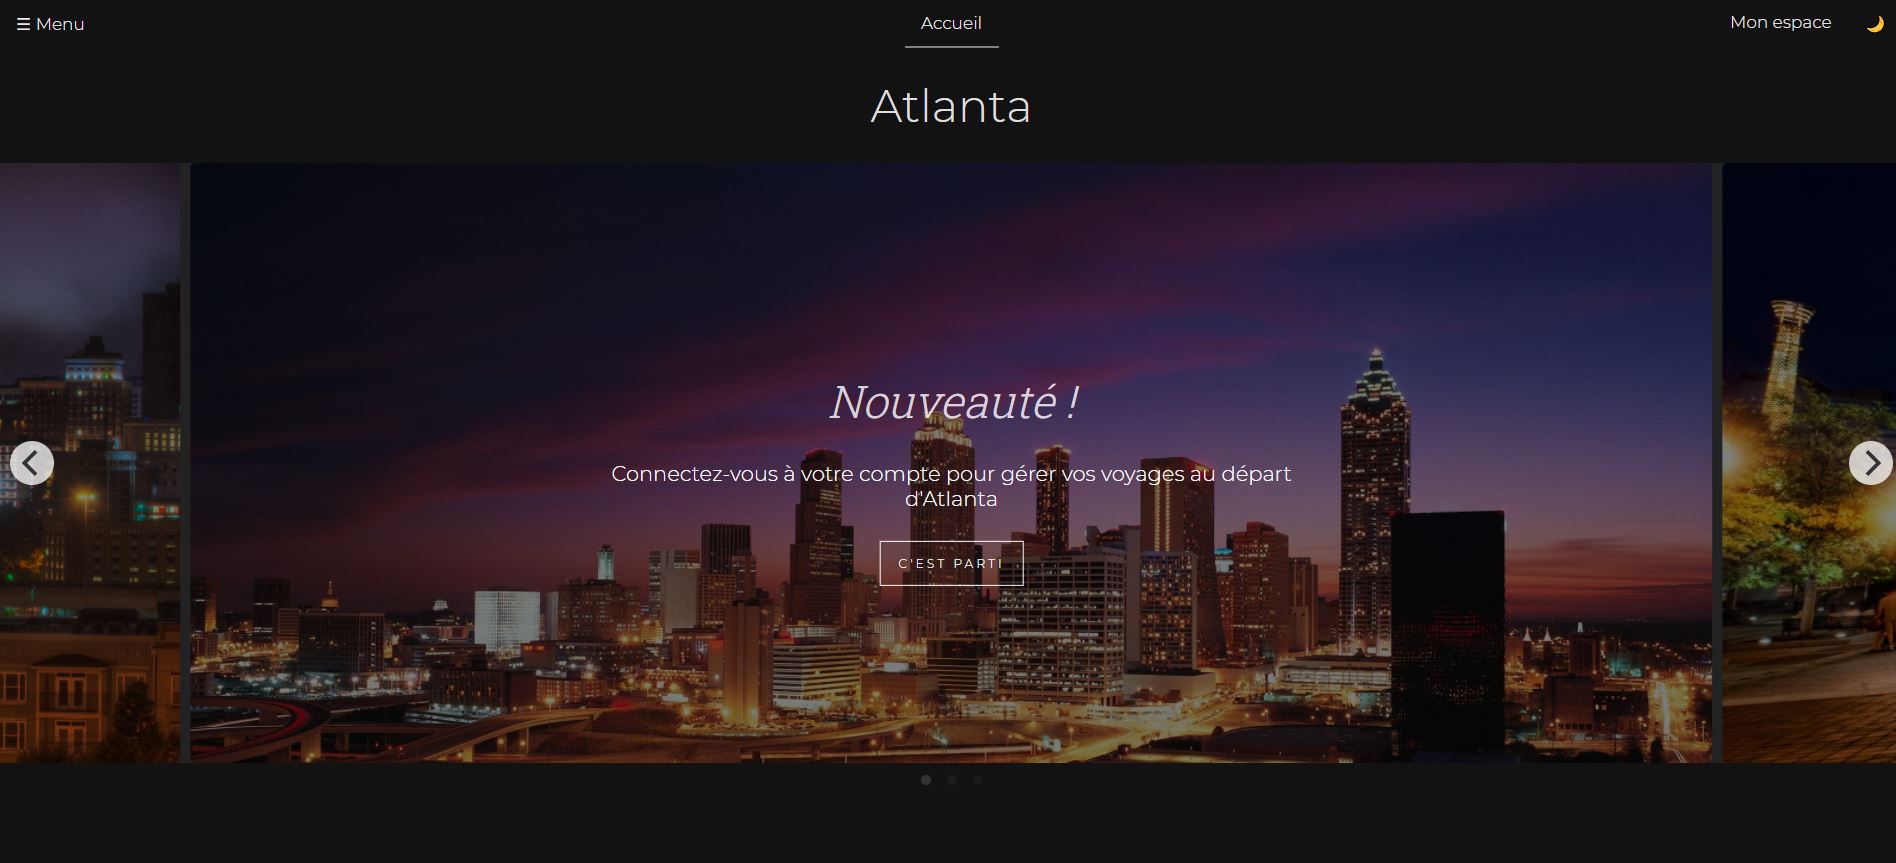 ☰ Menu
Accueil
Mon espace
Atlanta
Nouveauté !
Connectez-vous à votre compte pour gérer vos voyages au départ
d'Atlanta
C'EST PARTI